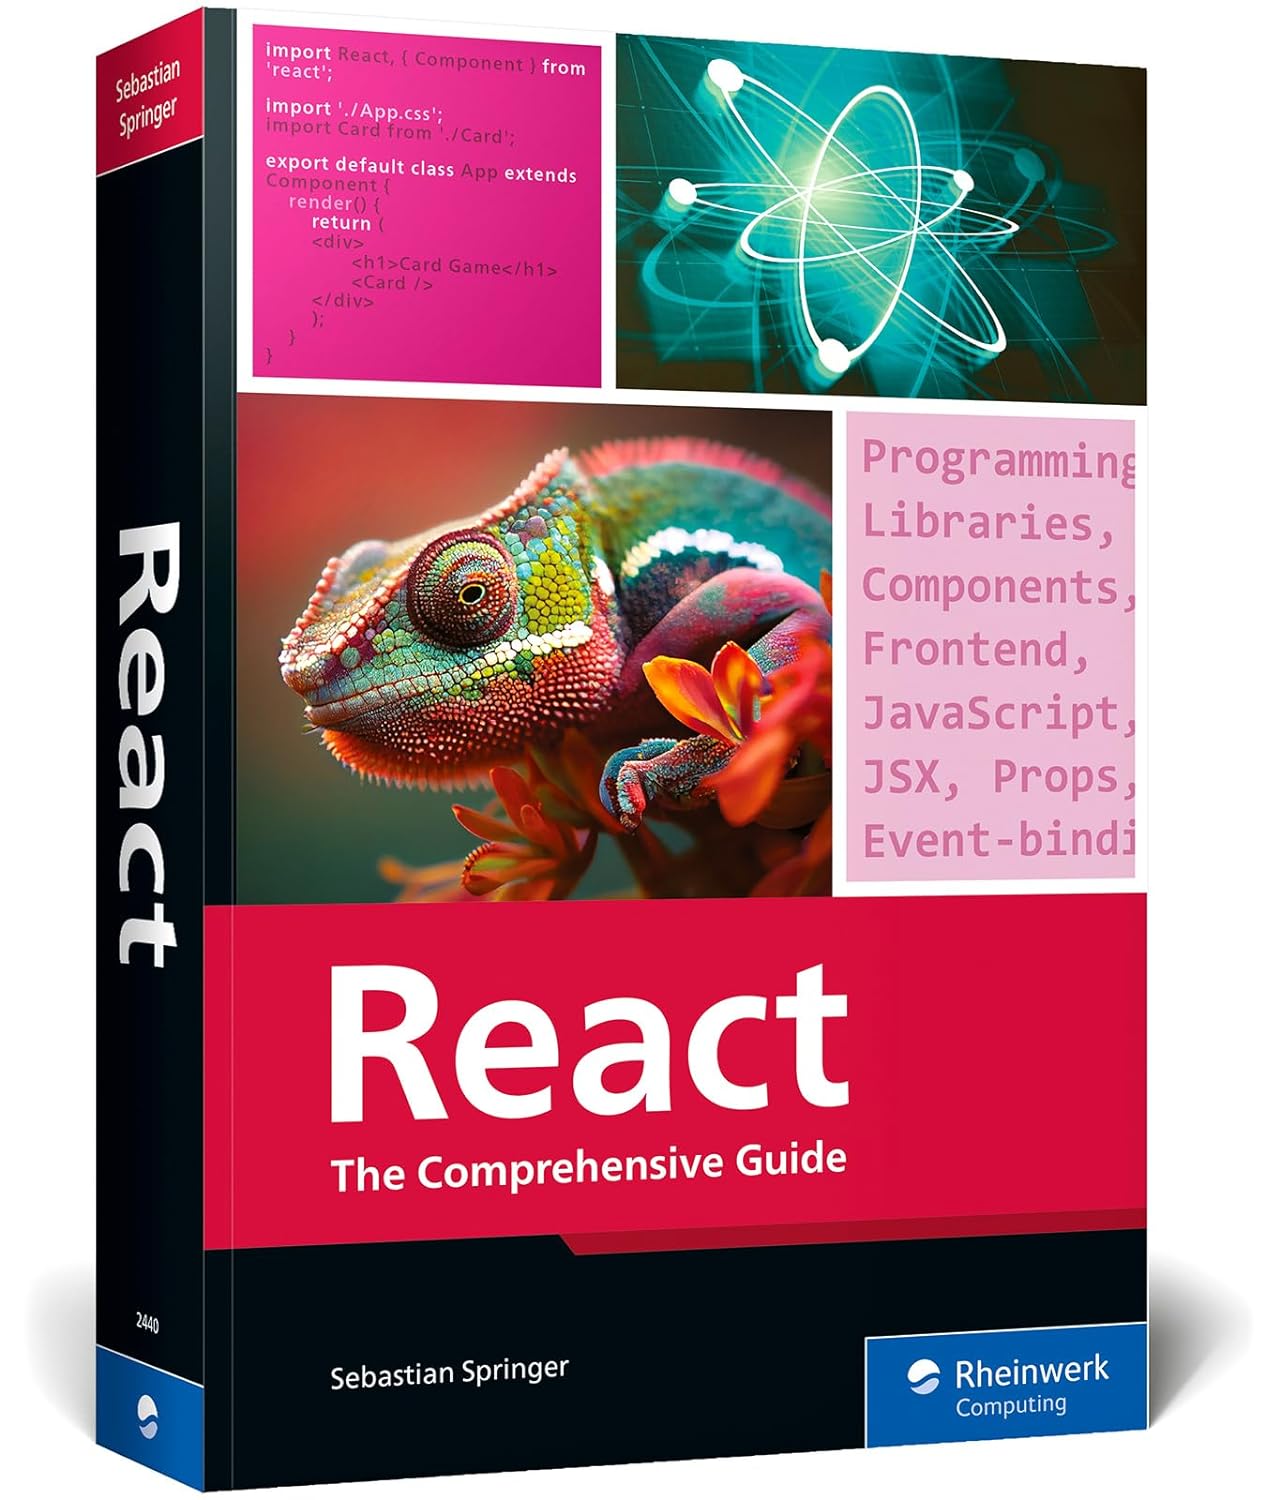 Sebastian
Springer
React
2440
import React, { Component } from
'react';
import './App.css';
import Card from './Card';
export default class App extends
Component {
render() {
return (
<div>
<h1>Card Game</h1>
<Card />
</div>
);
}
}
Programming
Libraries,
Components,
Frontend,
JavaScript,
JSX, Props,
Event-bindi
React
The Comprehensive Guide
Sebastian Springer
Rheinwerk
Computing